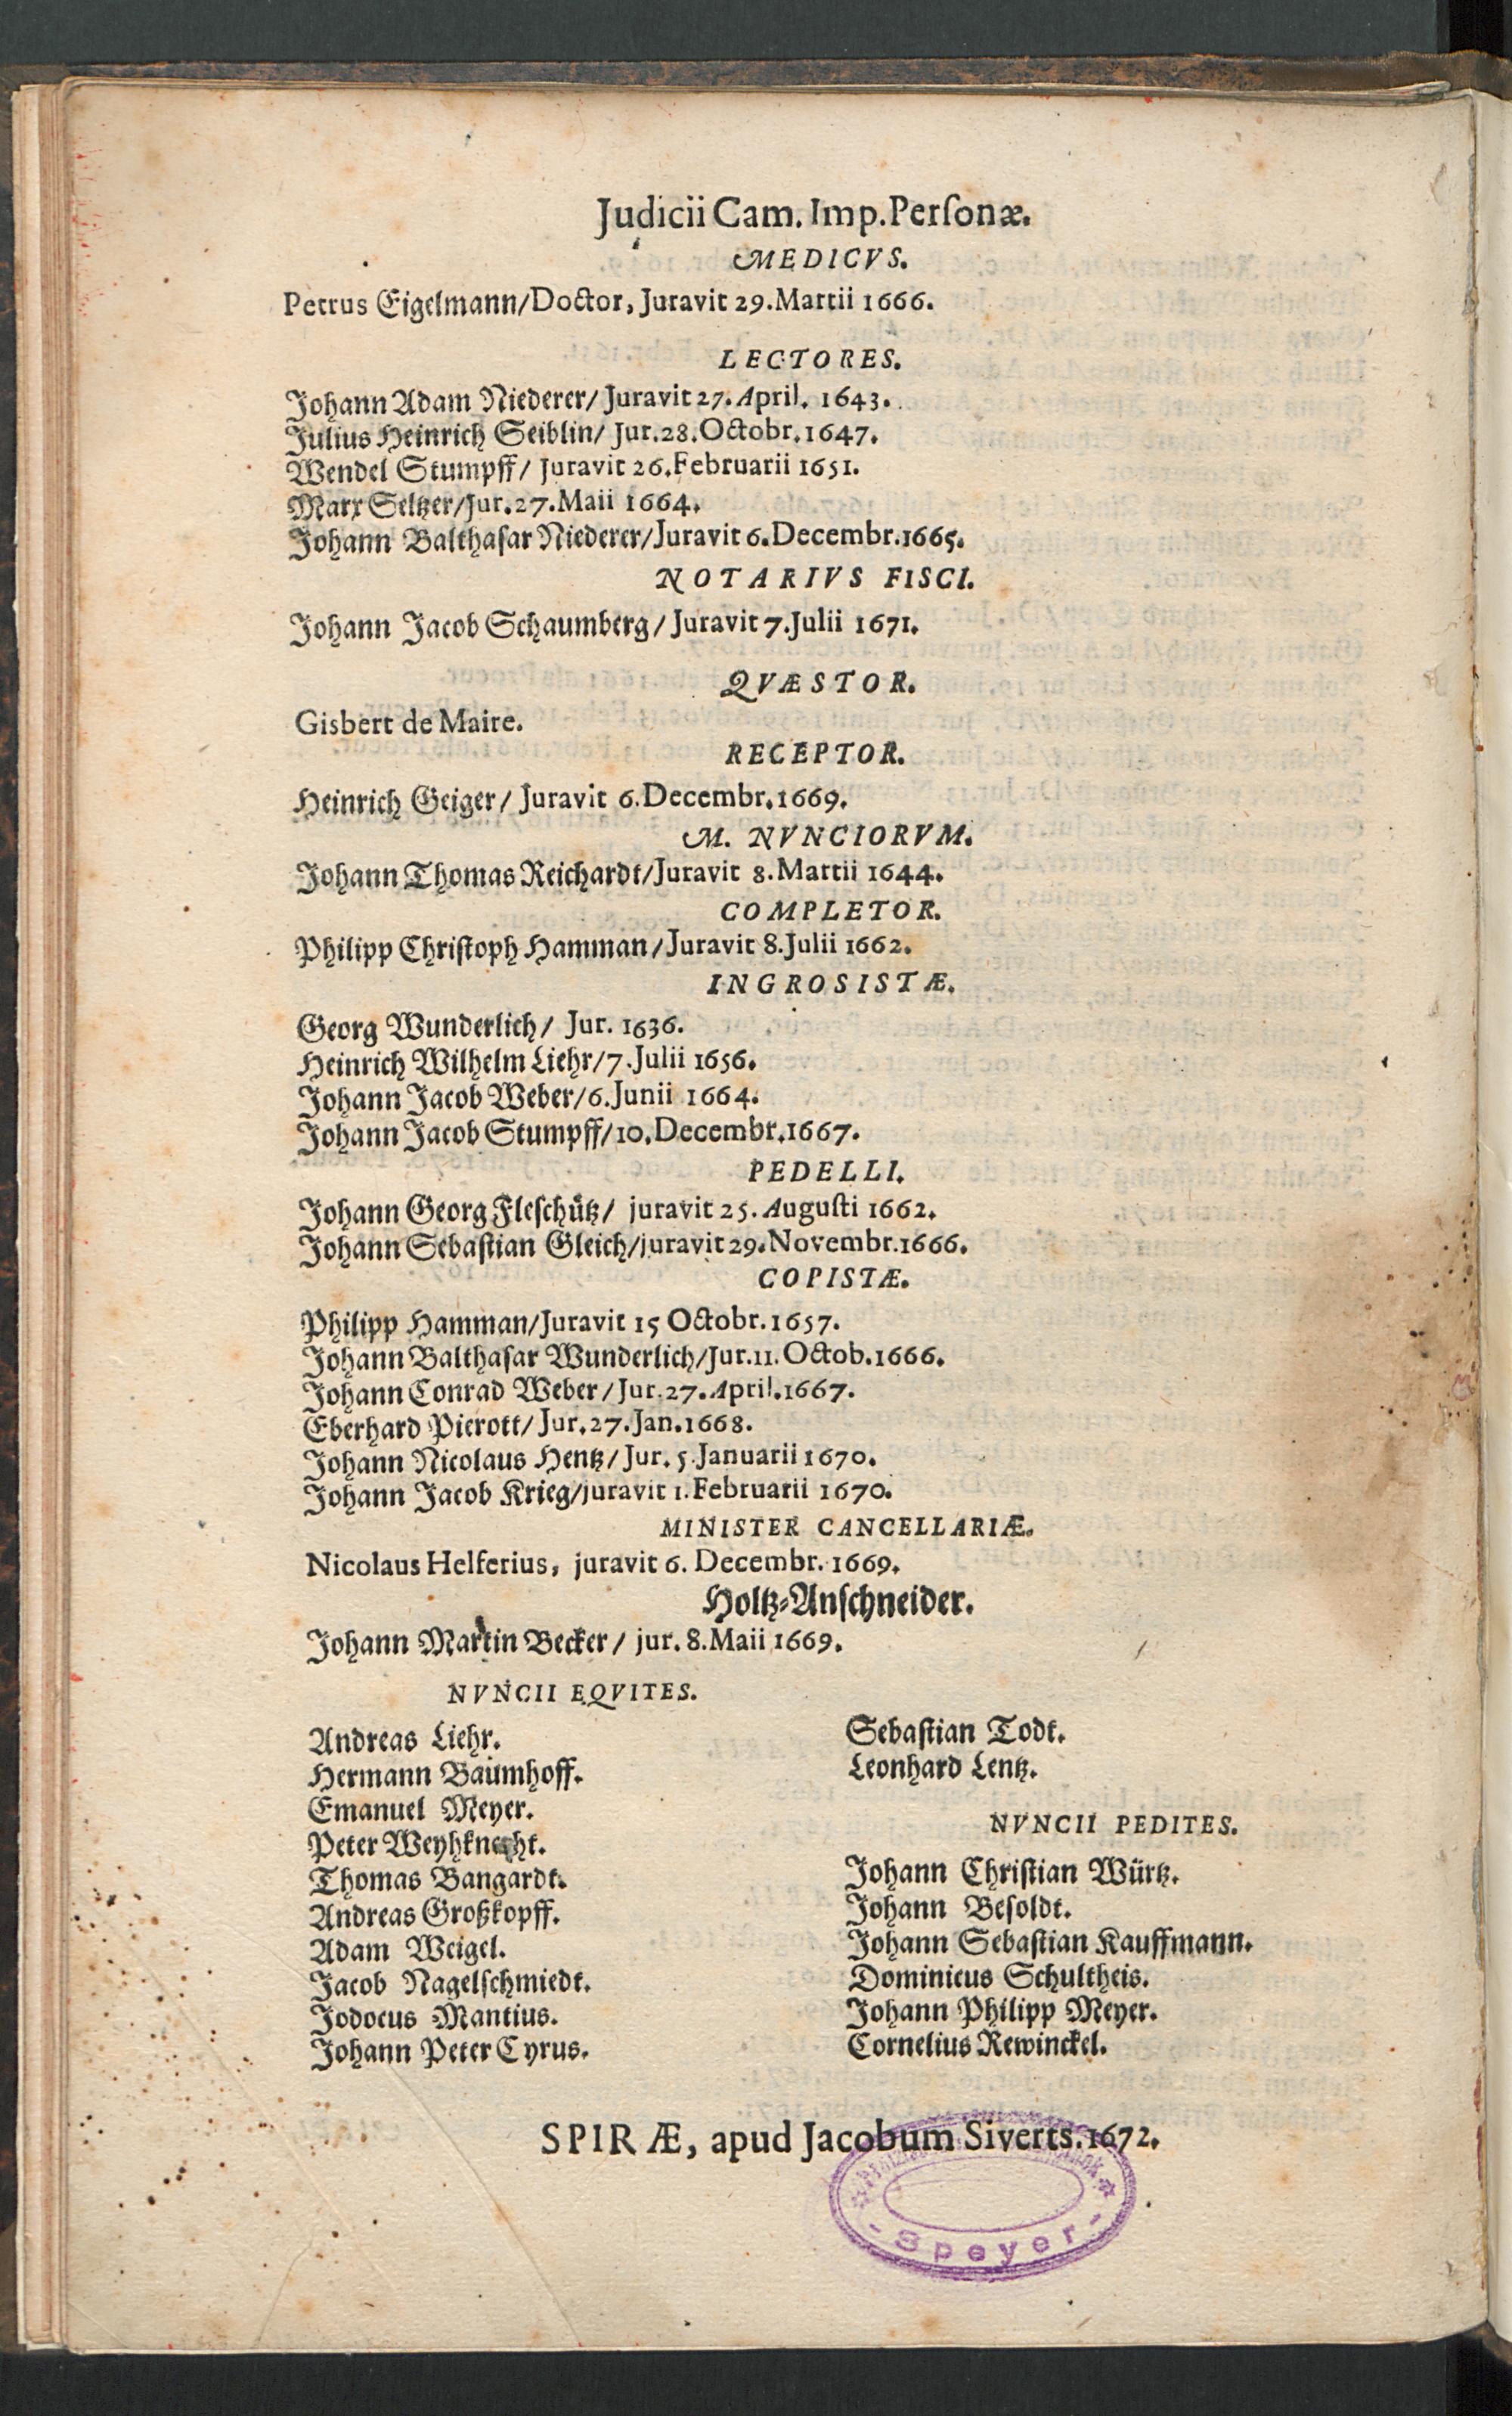 Judicii Cam. Imp. Personæ.
MEDICVS.
Petrus Eigelmann/Doctor, Juravit 29. Martii 1666.
LECTORES.
Johann Adam Niederer/ Juravit 27. April. 1643.
Julius Heinrich Seiblin/ Jur. 28. Octobr. 1647.
Wendel Stumpff/ Juravit 26. Februarii 1651.
Marx Seltzer/Jur. 27. Maii 1664.
Johann Balthasar Niederer/Juravit 6. Decembr. 1665.
NOTARIVS FISCI.
Johann Jacob Schaumberg/ Juravit 7. Julii 1671.
QVÆSTOR.
Gisbert de Maire.
RECEPTOR.
Heinrich Geiger/ Juravit 6. Decembr. 1669.
M. NVNCIORVM.
Johann Thomas Reichardt/Juravit 8. Martii 1644.
COMPLETOR.
Philipp Christoph Hamman/Juravit 8. Julii 1662.
INGROSISTÆ.
Georg Wunderlich/ Jur. 1636.
Heinrich Wilhelm Liehr/7. Julii 1656.
Johann Jacob Weber/6. Junii 1664.
Johann Jacob Stumpff/10. Decembr. 1667.
PEDELLI.
Johann Georg Fleschütz/ juravit 25. Augusti 1662.
Johann Sebastian Gleich/juravit 29. Novembr. 1666.
COPISTÆ.
Philipp Hamman/Juravit 15 Octobr. 1657.
Johann Balthasar Wunderlich/Jur. 11. Octob. 1666.
Johann Conrad Weber/Jur. 27. April. 1667.
Eberhard Pierott/ Jur. 27. Jan. 1668.
Johann Nicolaus Hentz/ Jur. 5. Januarii 1670.
Johann Jacob Krieg/juravit 1. Februarii 1670.
MINISTER CANCELLARIÆ.
Nicolaus Helferius, juravit 6. Decembr. 1669.
Holtz-Anschneider.
Johann Martin Becker/ jur. 8. Maii 1669.
NVNCII EQVITES.
Andreas Liehr.
Hermann Baumhoff.
Emanuel Meyer.
Peter Weyhknecht.
Thomas Bangardt.
Andreas Großkopff.
Adam Weigel.
Jacob Nagelschmiedt.
Jodocus Mantius.
Johann Peter Cyrus.
Sebastian Todt.
Leonhard Lentz.
NVNCII PEDITES.
Johann Christian Würtz.
Johann Besoldt.
Johann Sebastian Kauffmann.
Dominicus Schultheis.
Johann Philipp Meyer.
Cornelius Rewinckel.
SPIRÆ, apud Jacobum Siverts. 1672.
- Speyer -